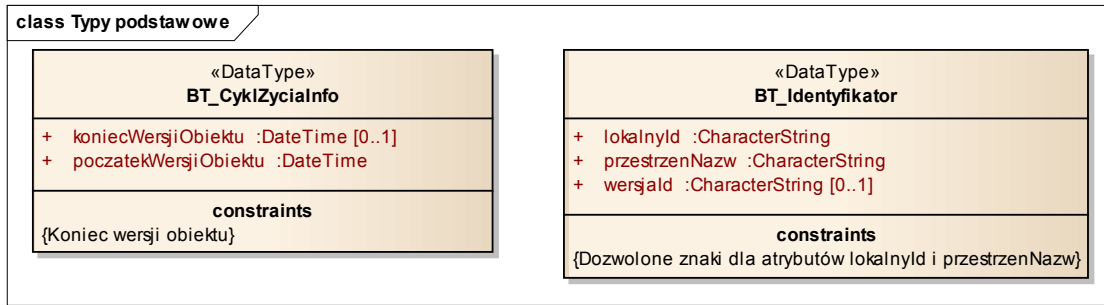 class Typy podstawowe
«DataType»
BT_CyklZyciaInfo
+ koniecWersjiObiektu :DateTime [0..1]
+ poczatekWersjiObiektu :DateTime
constraints
{Koniec wersji obiektu}
«DataType»
BT_Identyfikator
+ lokalnyId :CharacterString
+ przestrzenNazw :CharacterString
+ wersjaId :CharacterString [0..1]
constraints
{Dozwolone znaki dla atrybutów lokalnyId i przestrzenNazw}